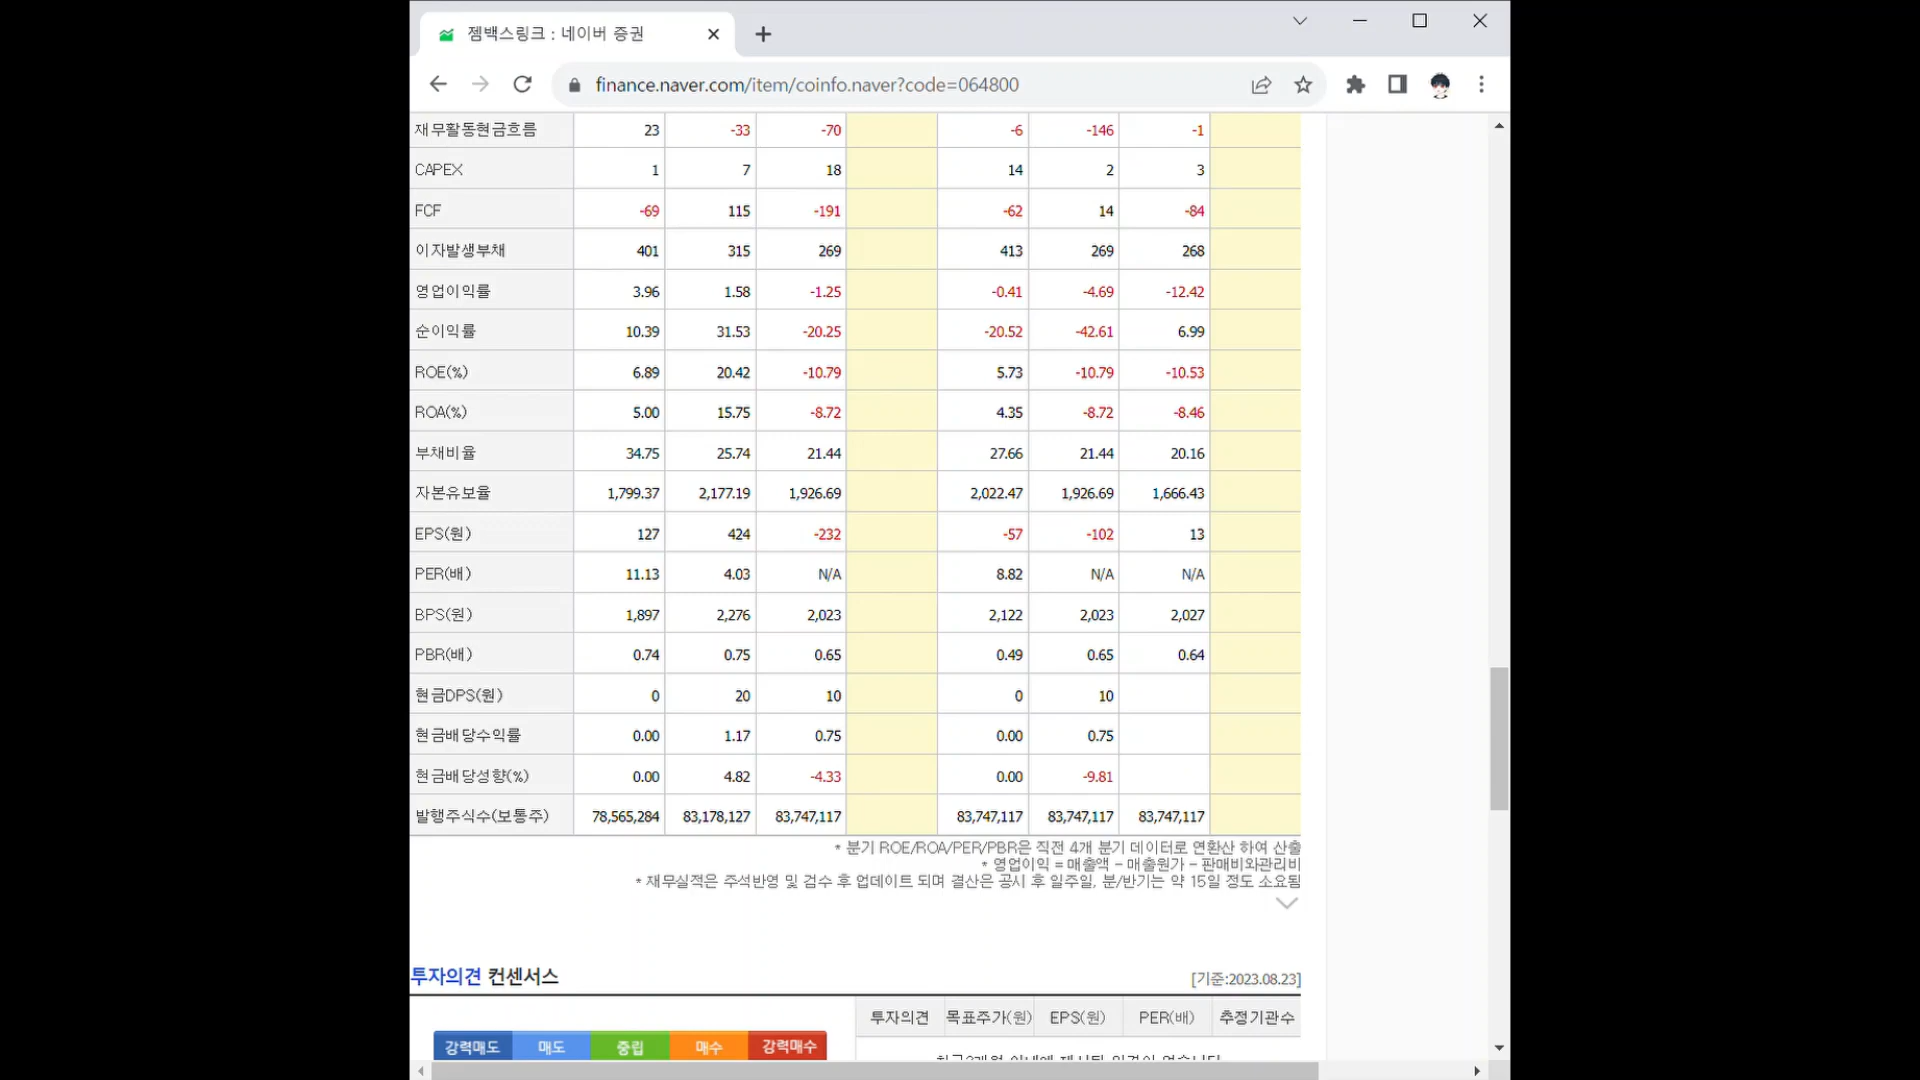 젬백스링크 : 네이버 증권
finance.naver.com/item/coinfo.naver?code=064800
재무활동현금흐름 23 -33 -70 -6 -146 -1
CAPEX 1 7 18 14 2 3
FCF -69 115 -191 -62 14 -84
이자발생부채 401 315 269 413 269 268
영업이익률 3.96 1.58 -1.25 -0.41 -4.69 -12.42
순이익률 10.39 31.53 -20.25 -20.52 -42.61 6.99
ROE(%) 6.89 20.42 -10.79 5.73 -10.79 -10.53
ROA(%) 5.00 15.75 -8.72 4.35 -8.72 -8.46
부채비율 34.75 25.74 21.44 27.66 21.44 20.16
자본유보율 1,799.37 2,177.19 1,926.69 2,022.47 1,926.69 1,666.43
EPS(원) 127 424 -232 -57 -102 13
PER(배) 11.13 4.03 N/A 8.82 N/A N/A
BPS(원) 1,897 2,276 2,023 2,122 2,023 2,027
PBR(배) 0.74 0.75 0.65 0.49 0.65 0.64
현금DPS(원) 0 20 10 0 10
현금배당수익률 0.00 1.17 0.75 0.00 0.75
현금배당성향(%) 0.00 4.82 -4.33 0.00 -9.81
발행주식수(보통주) 78,565,284 83,178,127 83,747,117 83,747,117 83,747,117 83,747,117
* 분기 ROE/ROA/PER/PBR은 직전 4개 분기 데이터로 연환산 하여 산출
* 영업이익 = 매출액 - 매출원가 - 판매비와관리비
* 재무실적은 주석반영 및 검수 후 업데이트 되며 결산은 공시 후 일주일, 분/반기는 약 15일 정도 소요됨
투자의견 컨센서스 [기준:2023.08.23]
투자의견 목표주가(원) EPS(원) PER(배) 추정기관수
강력매도 매도 중립 매수 강력매수